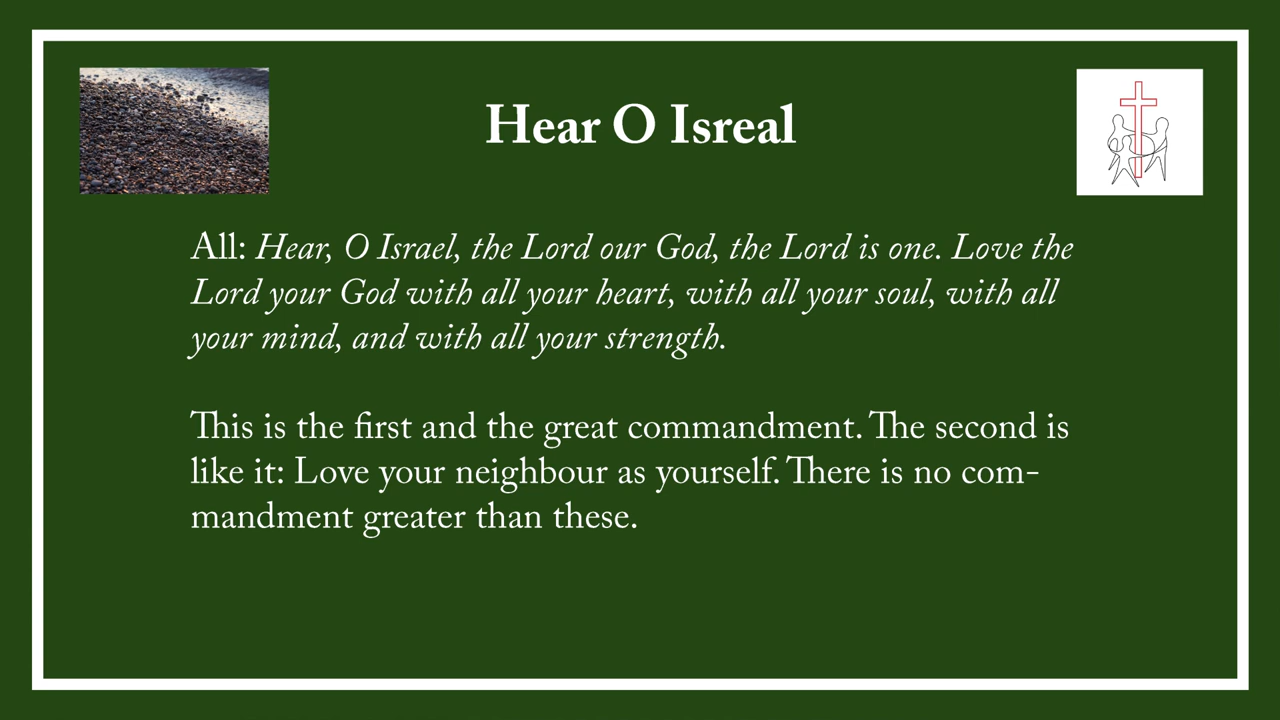 Hear O Isreal
All: Hear, O Israel, the Lord our God, the Lord is one. Love the
Lord your God with all your heart, with all your soul, with all
your mind, and with all your strength.
This is the first and the great commandment. The second is
like it: Love your neighbour as yourself. There is no com-
mandment greater than these.